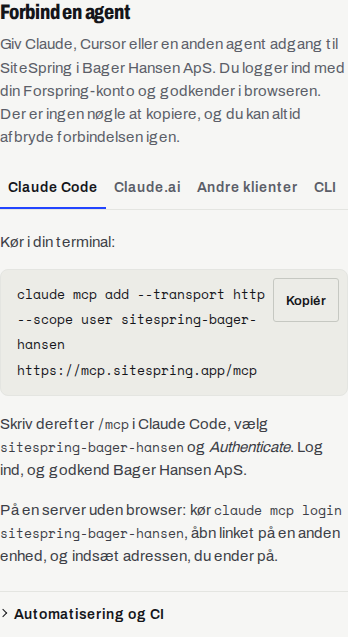 Forbind en agent
Giv Claude, Cursor eller en anden agent adgang til
SiteSpring i Bager Hansen ApS. Du logger ind med
din Forspring-konto og godkender i browseren.
Der er ingen nøgle at kopiere, og du kan altid
afbryde forbindelsen igen.
Claude Code Claude.ai Andre klienter CLI
Kør i din terminal:
claude mcp add --transport http
--scope user sitespring-bager-
hansen
https://mcp.sitespring.app/mcp
Kopiér
Skriv derefter /mcp i Claude Code, vælg
sitespring-bager-hansen og Authenticate. Log
ind, og godkend Bager Hansen ApS.
På en server uden browser: kør claude mcp login
sitespring-bager-hansen, åbn linket på en anden
enhed, og indsæt adressen, du ender på.
Automatisering og CI